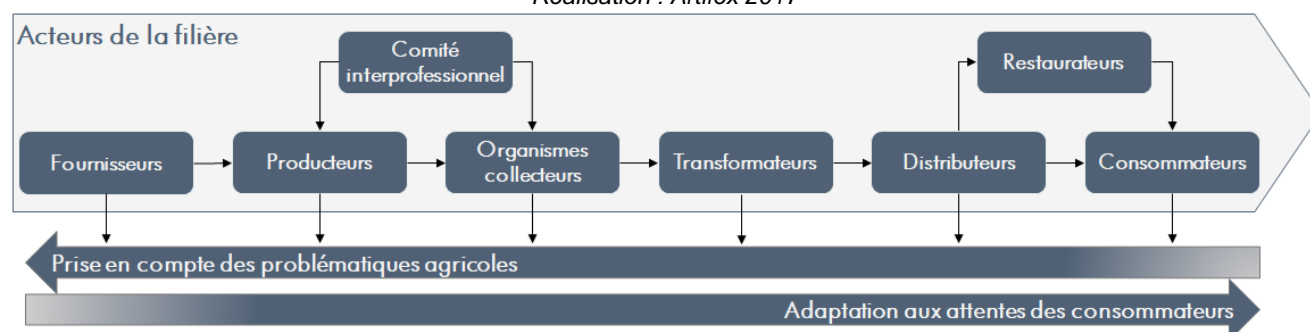 Réalisation : Artifex 2017
Acteurs de la filière
Comité
interprofessionnel
Restaurateurs
Fournisseurs
Producteurs
Organismes
collecteurs
Transformateurs
Distributeurs
Consommateurs
Prise en compte des problématiques agricoles
Adaptation aux attentes des consommateurs